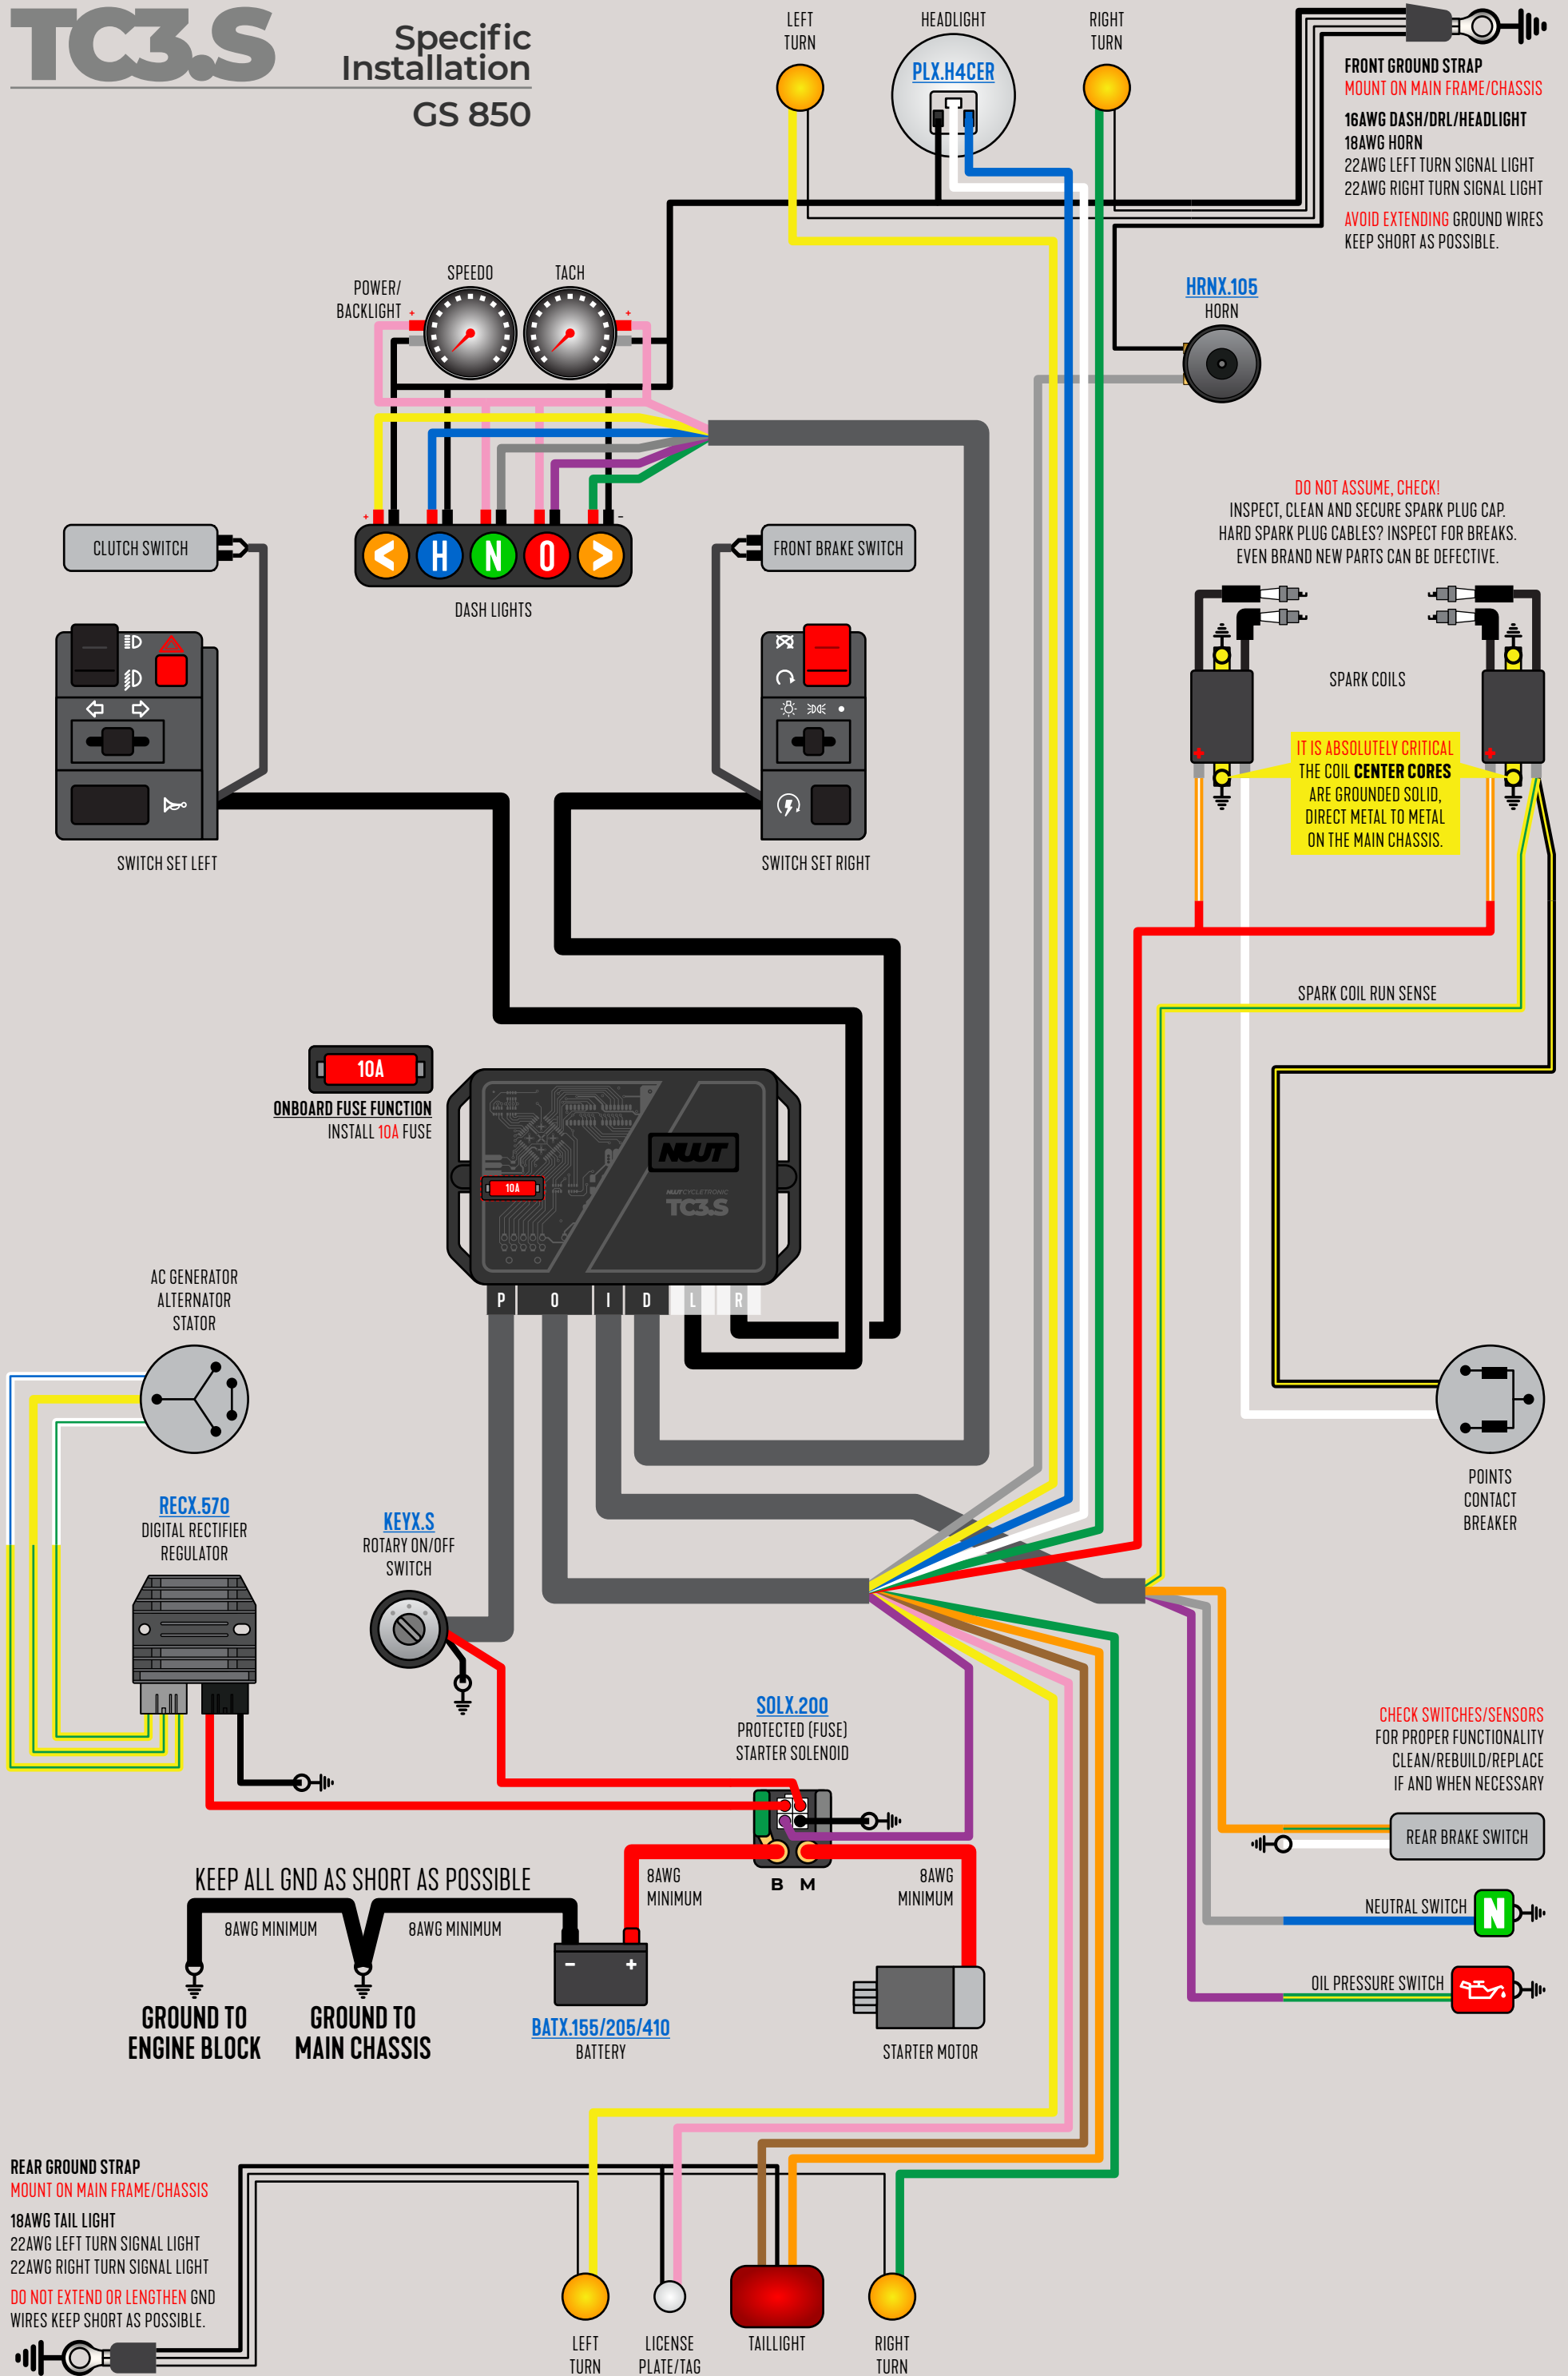 TC3.S
Specific
Installation
GS 850
LEFT
TURN
HEADLIGHT
PLX.H4CER
RIGHT
TURN
FRONT GROUND STRAP
MOUNT ON MAIN FRAME/CHASSIS
16AWG DASH/DRL/HEADLIGHT
18AWG HORN
22AWG LEFT TURN SIGNAL LIGHT
22AWG RIGHT TURN SIGNAL LIGHT
AVOID EXTENDING GROUND WIRES
KEEP SHORT AS POSSIBLE.
SPEEDO
TACH
POWER/
BACKLIGHT
+
+
HRNX.105
HORN
+
–
< H N O >
DASH LIGHTS
CLUTCH SWITCH
FRONT BRAKE SWITCH
DO NOT ASSUME, CHECK!
INSPECT, CLEAN AND SECURE SPARK PLUG CAP.
HARD SPARK PLUG CABLES? INSPECT FOR BREAKS.
EVEN BRAND NEW PARTS CAN BE DEFECTIVE.
SPARK COILS
+
+
IT IS ABSOLUTELY CRITICAL
THE COIL CENTER CORES
ARE GROUNDED SOLID,
DIRECT METAL TO METAL
ON THE MAIN CHASSIS.
SWITCH SET LEFT
SWITCH SET RIGHT
SPARK COIL RUN SENSE
10A
ONBOARD FUSE FUNCTION
INSTALL 10A FUSE
NWT
10A
NWT CYCLETRONIC
TC3.S
P O I D L R
AC GENERATOR
ALTERNATOR
STATOR
RECX.570
DIGITAL RECTIFIER
REGULATOR
KEYX.S
ROTARY ON/OFF
SWITCH
POINTS
CONTACT
BREAKER
SOLX.200
PROTECTED (FUSE)
STARTER SOLENOID
B M
CHECK SWITCHES/SENSORS
FOR PROPER FUNCTIONALITY
CLEAN/REBUILD/REPLACE
IF AND WHEN NECESSARY
REAR BRAKE SWITCH
NEUTRAL SWITCH
N
OIL PRESSURE SWITCH
KEEP ALL GND AS SHORT AS POSSIBLE
8AWG MINIMUM
8AWG MINIMUM
8AWG
MINIMUM
8AWG
MINIMUM
– +
GROUND TO
ENGINE BLOCK
GROUND TO
MAIN CHASSIS
BATX.155/205/410
BATTERY
STARTER MOTOR
REAR GROUND STRAP
MOUNT ON MAIN FRAME/CHASSIS
18AWG TAIL LIGHT
22AWG LEFT TURN SIGNAL LIGHT
22AWG RIGHT TURN SIGNAL LIGHT
DO NOT EXTEND OR LENGTHEN GND
WIRES KEEP SHORT AS POSSIBLE.
LEFT
TURN
LICENSE
PLATE/TAG
TAILLIGHT
RIGHT
TURN